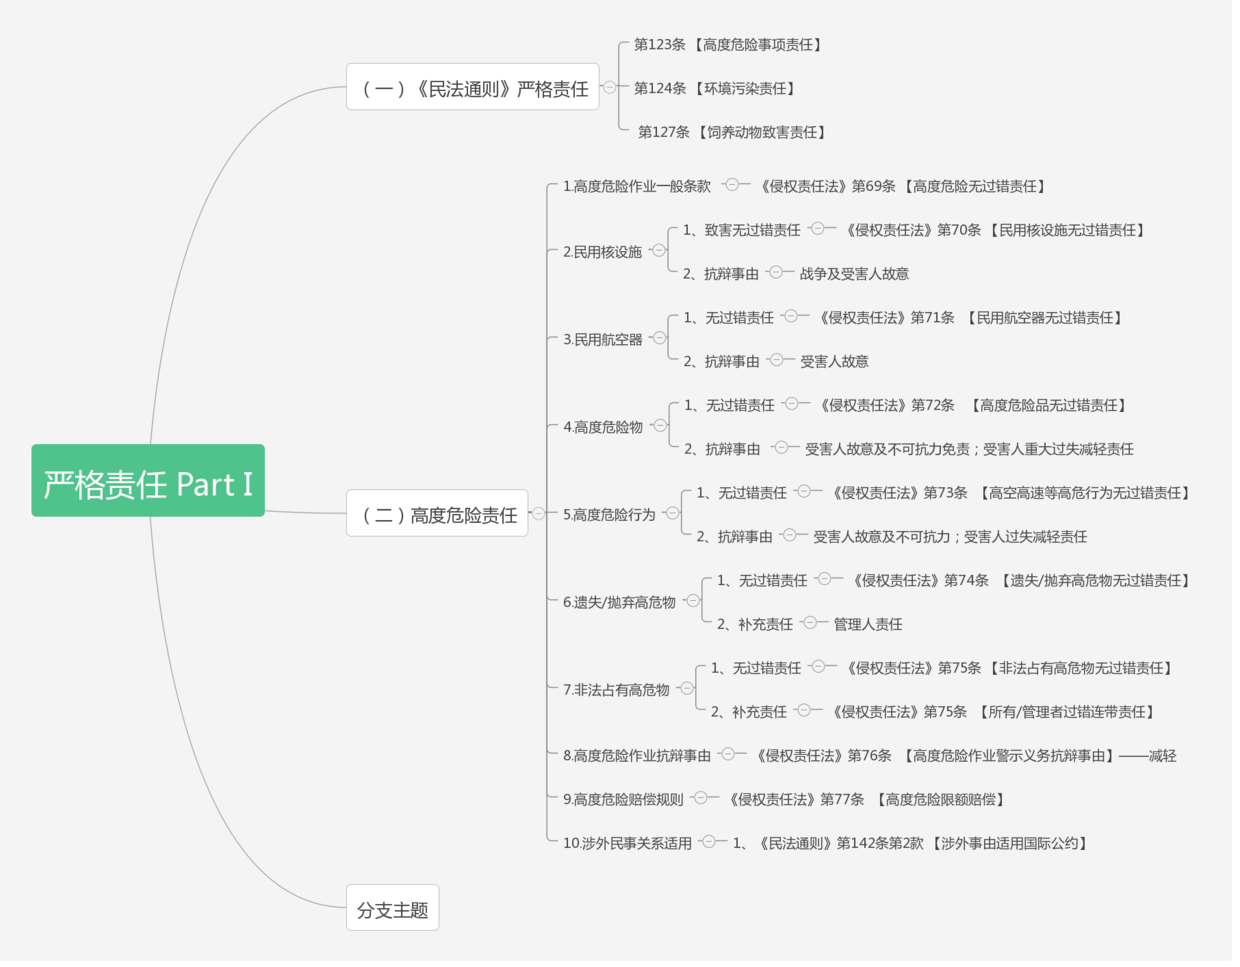 严格责任 Part I
（一）《民法通则》严格责任
第123条 【高度危险事项责任】
第124条 【环境污染责任】
第127条 【饲养动物致害责任】
（二）高度危险责任
1.高度危险作业一般条款
《侵权责任法》第69条 【高度危险无过错责任】
2.民用核设施
1、致害无过错责任
《侵权责任法》第70条 【民用核设施无过错责任】
2、抗辩事由
战争及受害人故意
3.民用航空器
1、无过错责任
《侵权责任法》第71条 【民用航空器无过错责任】
2、抗辩事由
受害人故意
4.高度危险物
1、无过错责任
《侵权责任法》第72条 【高度危险品无过错责任】
2、抗辩事由
受害人故意及不可抗力免责；受害人重大过失减轻责任
5.高度危险行为
1、无过错责任
《侵权责任法》第73条 【高空高速等高危行为无过错责任】
2、抗辩事由
受害人故意及不可抗力；受害人过失减轻责任
6.遗失/抛弃高危物
1、无过错责任
《侵权责任法》第74条 【遗失/抛弃高危物无过错责任】
2、补充责任
管理人责任
7.非法占有高危物
1、无过错责任
《侵权责任法》第75条 【非法占有高危物无过错责任】
2、补充责任
《侵权责任法》第75条 【所有/管理者过错连带责任】
8.高度危险作业抗辩事由
《侵权责任法》第76条 【高度危险作业警示义务抗辩事由】——减轻
9.高度危险赔偿规则
《侵权责任法》第77条 【高度危险限额赔偿】
10.涉外民事关系适用
1、《民法通则》第142条第2款 【涉外事由适用国际公约】
分支主题